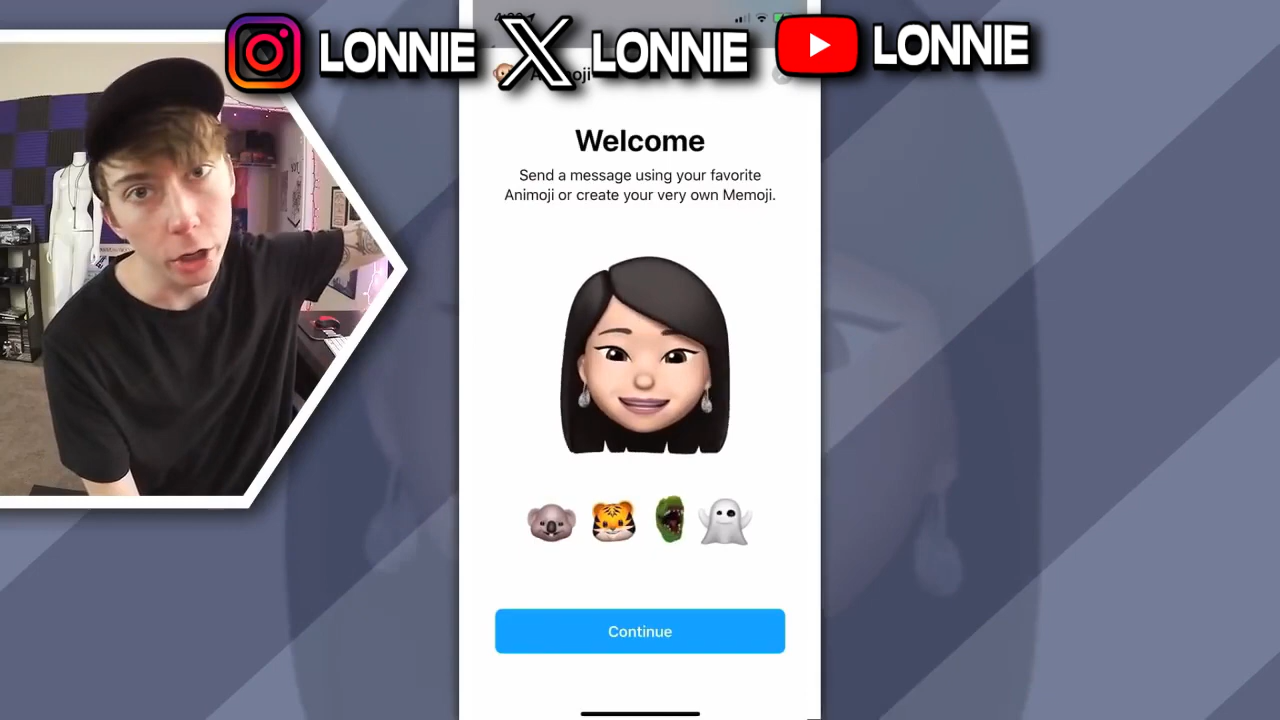 LONNIE LONNIE LONNIE
Welcome
Send a message using your favorite
Animoji or create your very own Memoji.
Continue